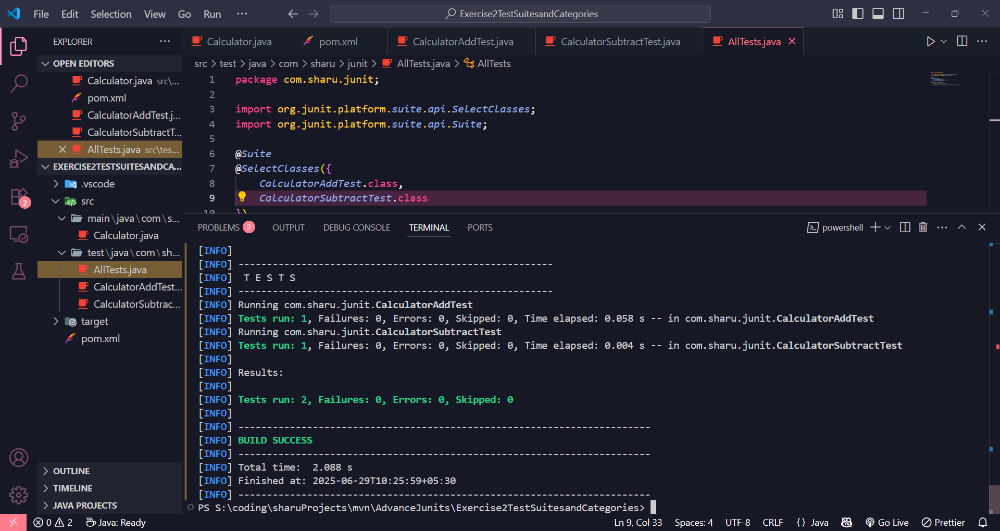 File Edit Selection View Go Run ··· Exercise2TestSuitesandCategories
EXPLORER ···
OPEN EDITORS
Calculator.java src\...
pom.xml
CalculatorAddTest.j...
CalculatorSubtractT...
AllTests.java src\tes...
EXERCISE2TESTSUITESANDCA...
.vscode
src
main\java\com\s...
Calculator.java
test\java\com\sh...
AllTests.java
CalculatorAddTest...
CalculatorSubtrac...
target
pom.xml
2
OUTLINE
TIMELINE
JAVA PROJECTS
Calculator.java pom.xml CalculatorAddTest.java CalculatorSubtractTest.java AllTests.java
src > test > java > com > sharu > junit > AllTests.java > AllTests
1 package com.sharu.junit;
2
3 import org.junit.platform.suite.api.SelectClasses;
4 import org.junit.platform.suite.api.Suite;
5
6 @Suite
7 @SelectClasses({
8 CalculatorAddTest.class,
9 CalculatorSubtractTest.class
10 })
PROBLEMS 2 OUTPUT DEBUG CONSOLE TERMINAL PORTS powershell
[INFO]
[INFO] -------------------------------------------------------
[INFO]  T E S T S
[INFO] -------------------------------------------------------
[INFO] Running com.sharu.junit.CalculatorAddTest
[INFO] Tests run: 1, Failures: 0, Errors: 0, Skipped: 0, Time elapsed: 0.058 s -- in com.sharu.junit.CalculatorAddTest
[INFO] Running com.sharu.junit.CalculatorSubtractTest
[INFO] Tests run: 1, Failures: 0, Errors: 0, Skipped: 0, Time elapsed: 0.004 s -- in com.sharu.junit.CalculatorSubtractTest
[INFO]
[INFO] Results:
[INFO]
[INFO] Tests run: 2, Failures: 0, Errors: 0, Skipped: 0
[INFO]
[INFO] ------------------------------------------------------------------------
[INFO] BUILD SUCCESS
[INFO] ------------------------------------------------------------------------
[INFO] Total time:  2.088 s
[INFO] Finished at: 2025-06-29T10:25:59+05:30
[INFO] ------------------------------------------------------------------------
PS S:\coding\sharuProjects\mvn\AdvanceJunits\Exercise2TestSuitesandCategories>
0 2 Java: Ready Ln 9, Col 33 Spaces: 4 UTF-8 CRLF {} Java Go Live Prettier